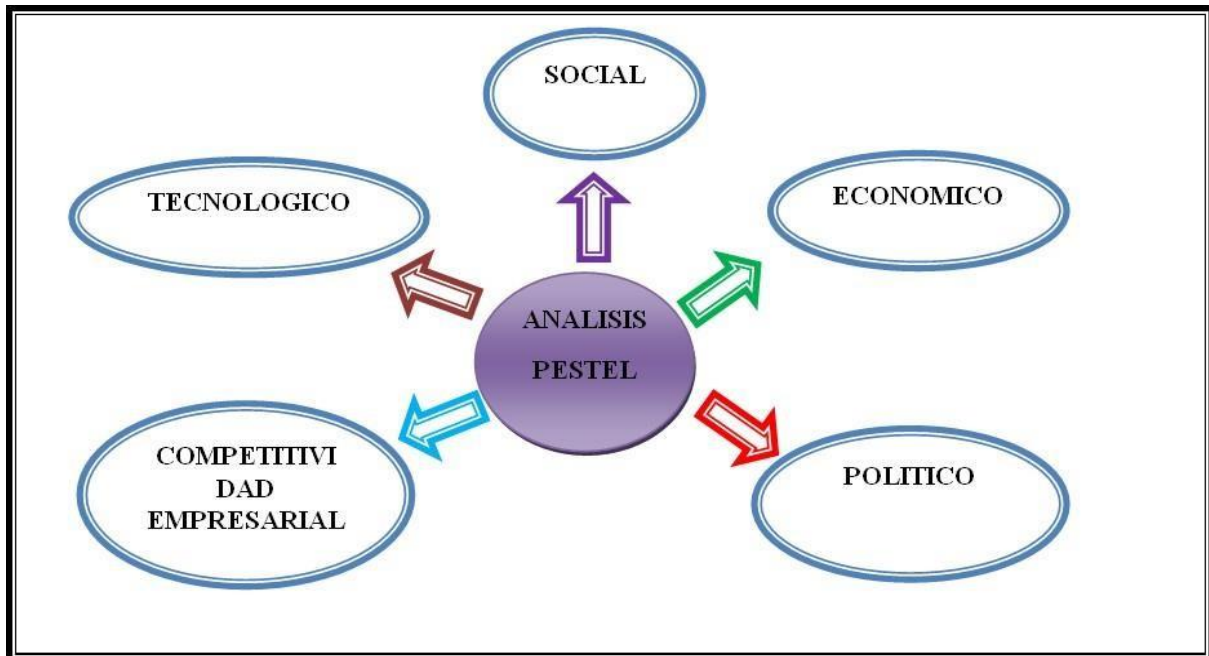 SOCIAL
TECNOLOGICO
ECONOMICO
ANALISIS
PESTEL
COMPETITIVI
DAD
EMPRESARIAL
POLITICO